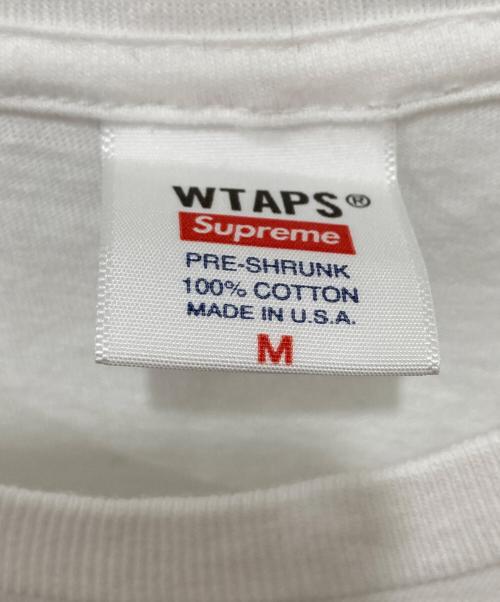 WTAPS®
Supreme
PRE-SHRUNK
100% COTTON
MADE IN U.S.A.
M